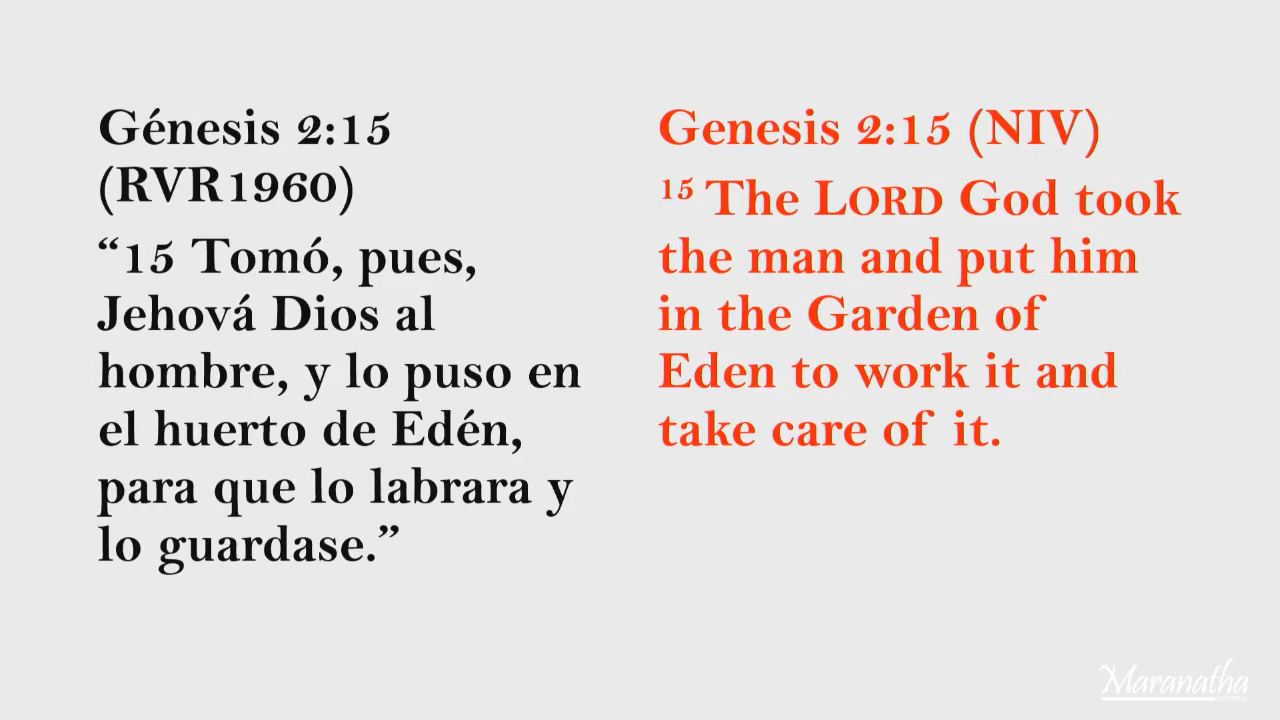 Génesis 2:15
(RVR1960)
“15 Tomó, pues,
Jehová Dios al
hombre, y lo puso en
el huerto de Edén,
para que lo labrara y
lo guardase.”
Genesis 2:15 (NIV)
15 The LORD God took
the man and put him
in the Garden of
Eden to work it and
take care of it.
Maranatha